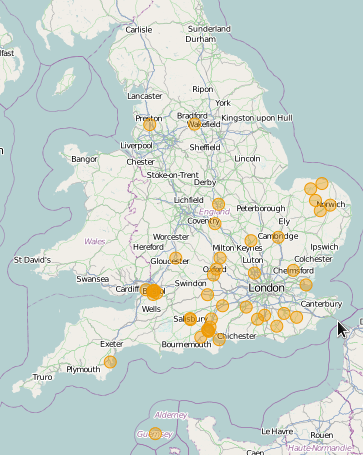 Carlisle
Sunderland
Durham
Lancaster
Ripon
York
Preston
Bradford
Wakefield
Kingston upon Hull
Liverpool
Sheffield
Bangor
Chester
Lincoln
Stoke-on-Trent
Derby
Lichfield
Norwich
England
Peterborough
Coventry
Ely
Worcester
Cambridge
Wales
Hereford
Milton Keynes
Ipswich
St David's
Gloucester
Luton
Colchester
Oxford
Chelmsford
Swansea
Cardiff
Swindon
London
Wells
Canterbury
Salisbury
Exeter
Bournemouth
Chichester
Plymouth
Truro
Alderney
Guernsey
Le Havre
Rouen
Haute-Normandie
Caen